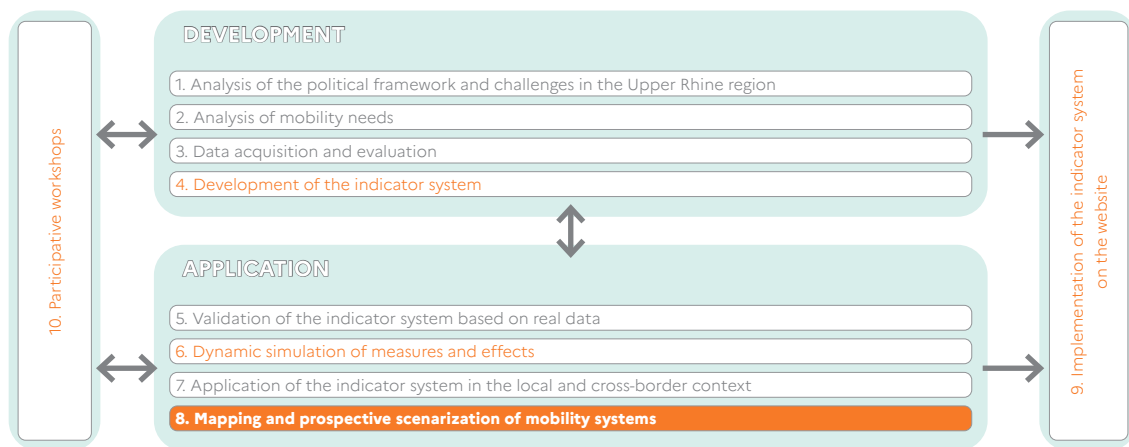 10. Participative workshops
DEVELOPMENT
1. Analysis of the political framework and challenges in the Upper Rhine region
2. Analysis of mobility needs
3. Data acquisition and evaluation
4. Development of the indicator system
APPLICATION
5. Validation of the indicator system based on real data
6. Dynamic simulation of measures and effects
7. Application of the indicator system in the local and cross-border context
8. Mapping and prospective scenarization of mobility systems
9. Implementation of the indicator system
on the website